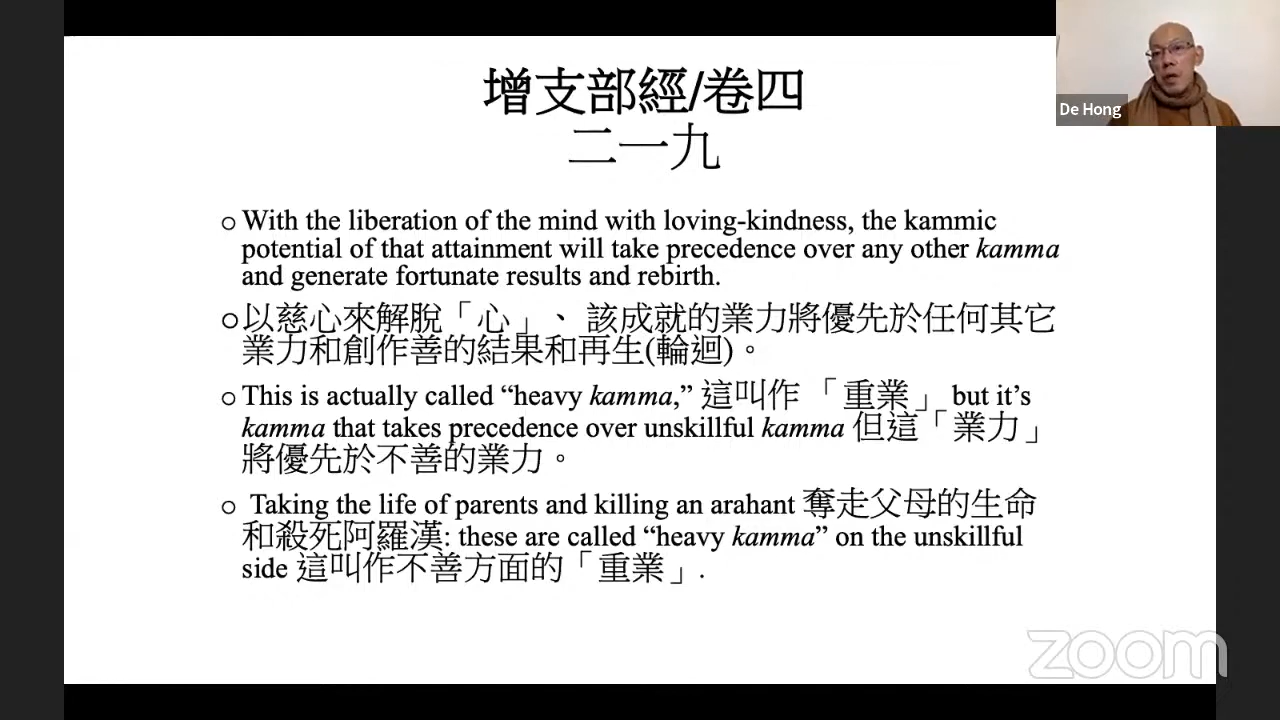 增支部經/卷四
二一九
De Hong
○ With the liberation of the mind with loving-kindness, the kammic
potential of that attainment will take precedence over any other kamma
and generate fortunate results and rebirth.
○ 以慈心來解脫「心」、 該成就的業力將優先於任何其它
業力和創作善的結果和再生(輪迴)。
○ This is actually called “heavy kamma,” 這叫作 「重業」 but it’s
kamma that takes precedence over unskillful kamma 但這「業力」
將優先於不善的業力。
○ Taking the life of parents and killing an arahant 奪走父母的生命
和殺死阿羅漢: these are called “heavy kamma” on the unskillful
side 這叫作不善方面的「重業」.
zoom